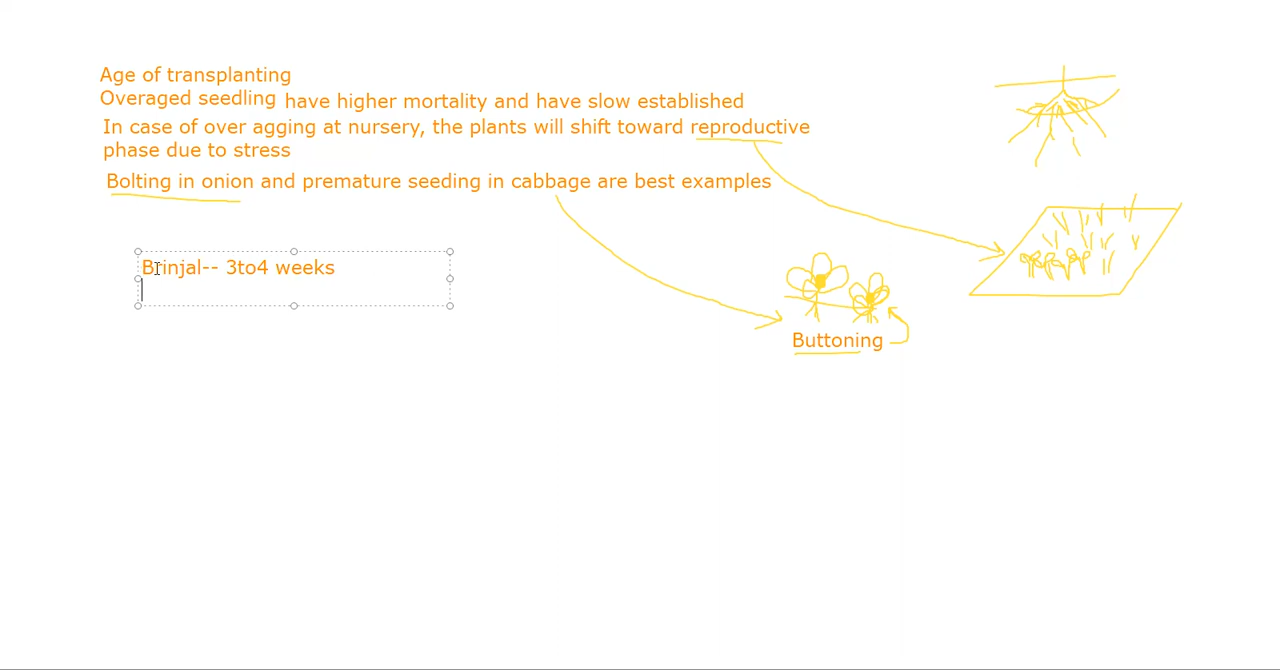 Age of transplanting
Overaged seedling have higher mortality and have slow established
In case of over agging at nursery, the plants will shift toward reproductive
phase due to stress
Bolting in onion and premature seeding in cabbage are best examples
Brinjal-- 3to4 weeks
Buttoning